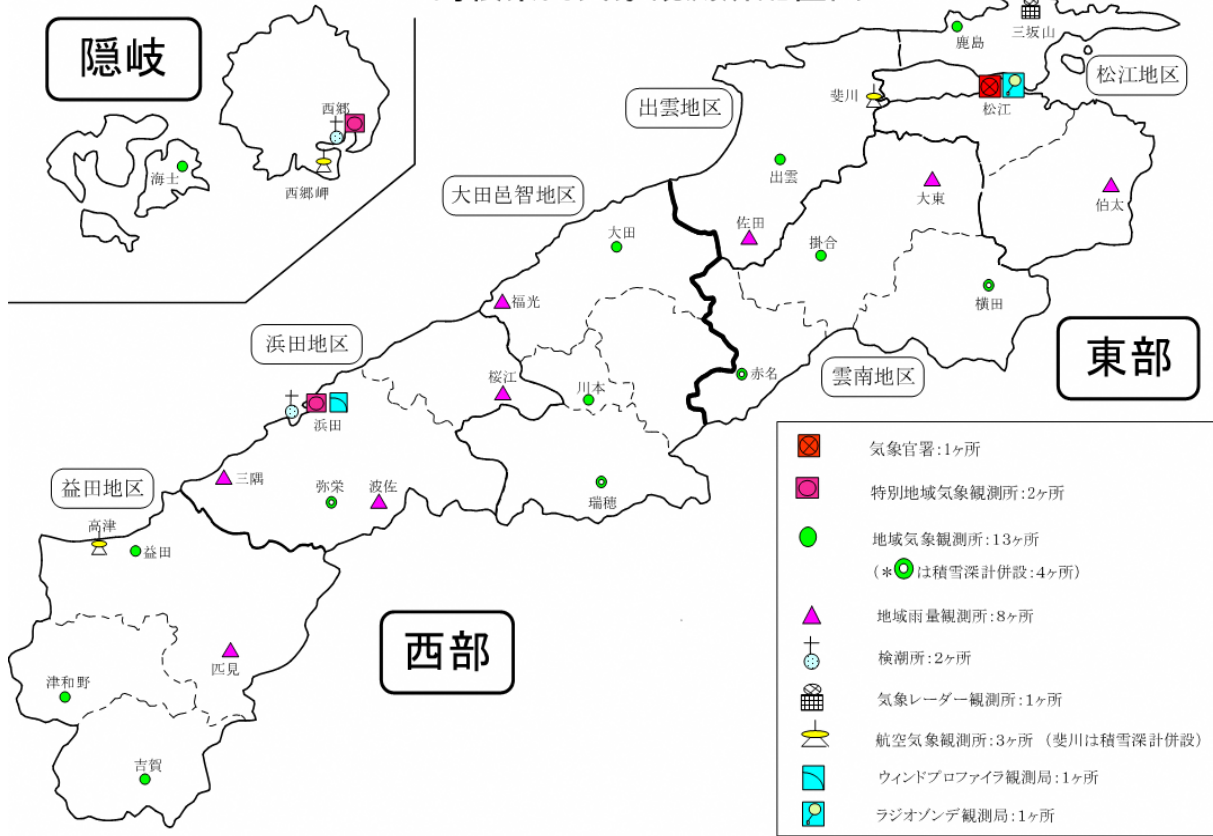 隠岐
西郷
海士
西郷岬
鹿島
三坂山
松江地区
出雲地区
斐川
松江
出雲
大東
伯太
佐田
掛合
横田
大田邑智地区
大田
福光
浜田地区
桜江
川本
赤名
雲南地区
東部
浜田
三隅
弥栄
波佐
瑞穂
益田地区
高津
益田
西部
匹見
津和野
吉賀
気象官署:1ヶ所
特別地域気象観測所:2ヶ所
地域気象観測所:13ヶ所
(*は積雪深計併設:4ヶ所)
地域雨量観測所:8ヶ所
検潮所:2ヶ所
気象レーダー観測所:1ヶ所
航空気象観測所:3ヶ所 (斐川は積雪深計併設)
ウィンドプロファイラ観測局:1ヶ所
ラジオゾンデ観測局:1ヶ所